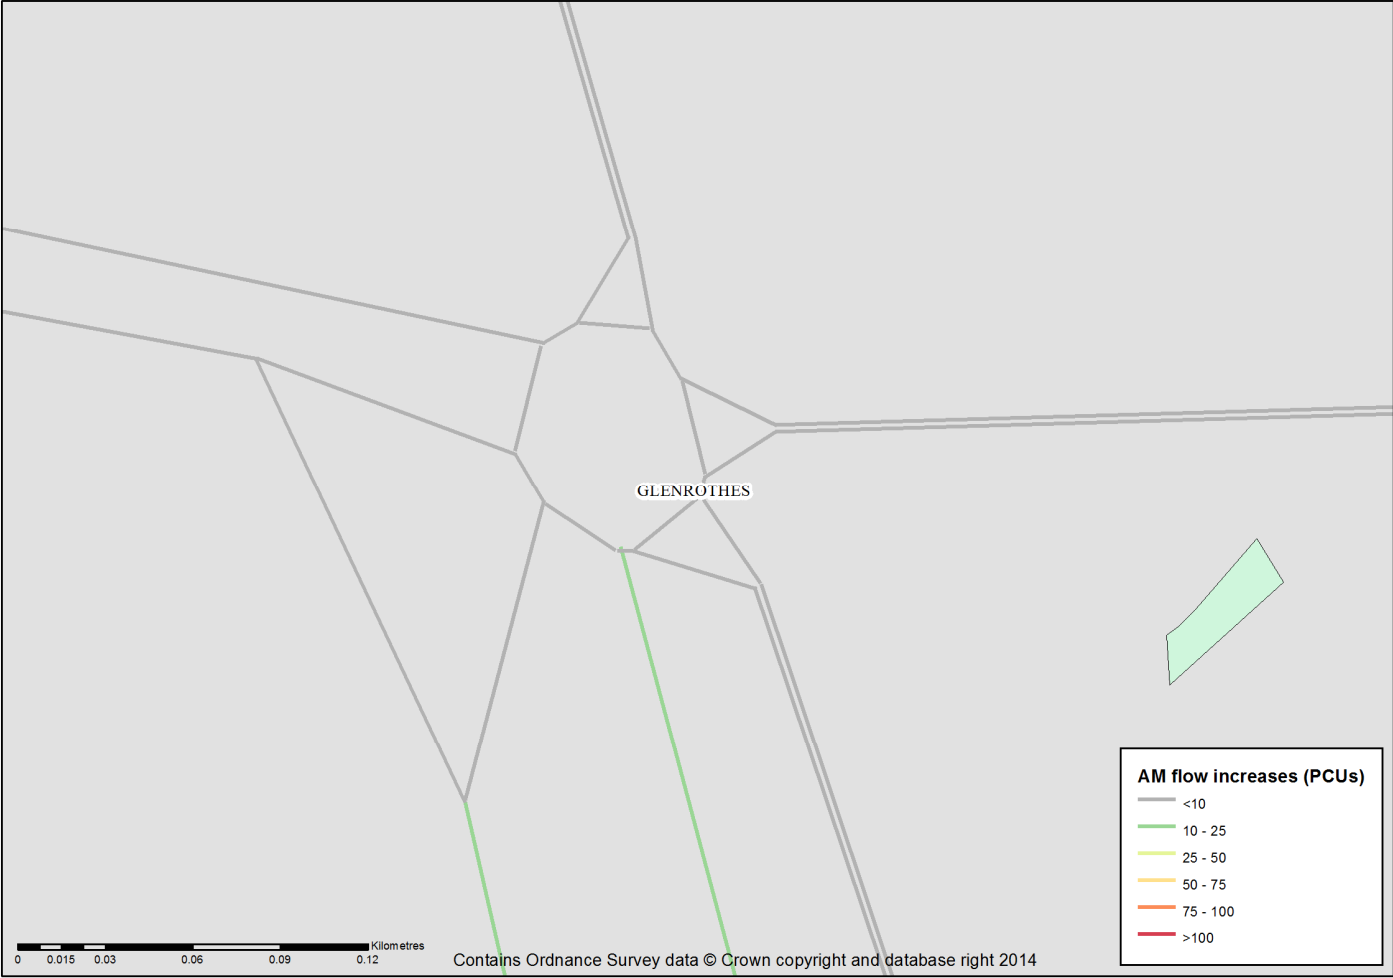 GLENROTHES
AM flow increases (PCUs)
<10
10 - 25
25 - 50
50 - 75
75 - 100
>100
Kilometres
0 0.015 0.03 0.06 0.09 0.12
Contains Ordnance Survey data © Crown copyright and database right 2014